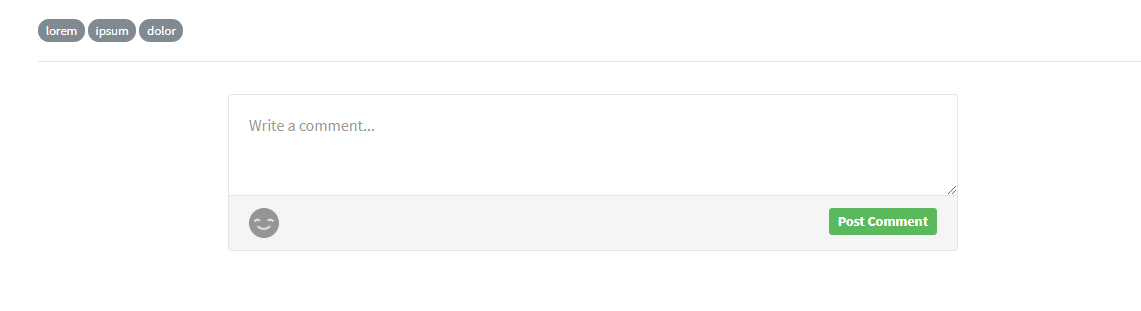 lorem ipsum dolor
Write a comment...
Post Comment